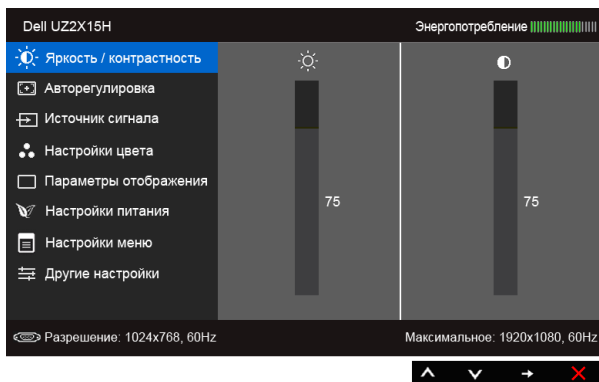 Dell UZ2X15H
Энергопотребление
Яркость / контрастность
Авторегулировка
Источник сигнала
Настройки цвета
Параметры отображения
Настройки питания
Настройки меню
Другие настройки
75
75
Разрешение: 1024x768, 60Hz
Максимальное: 1920x1080, 60Hz